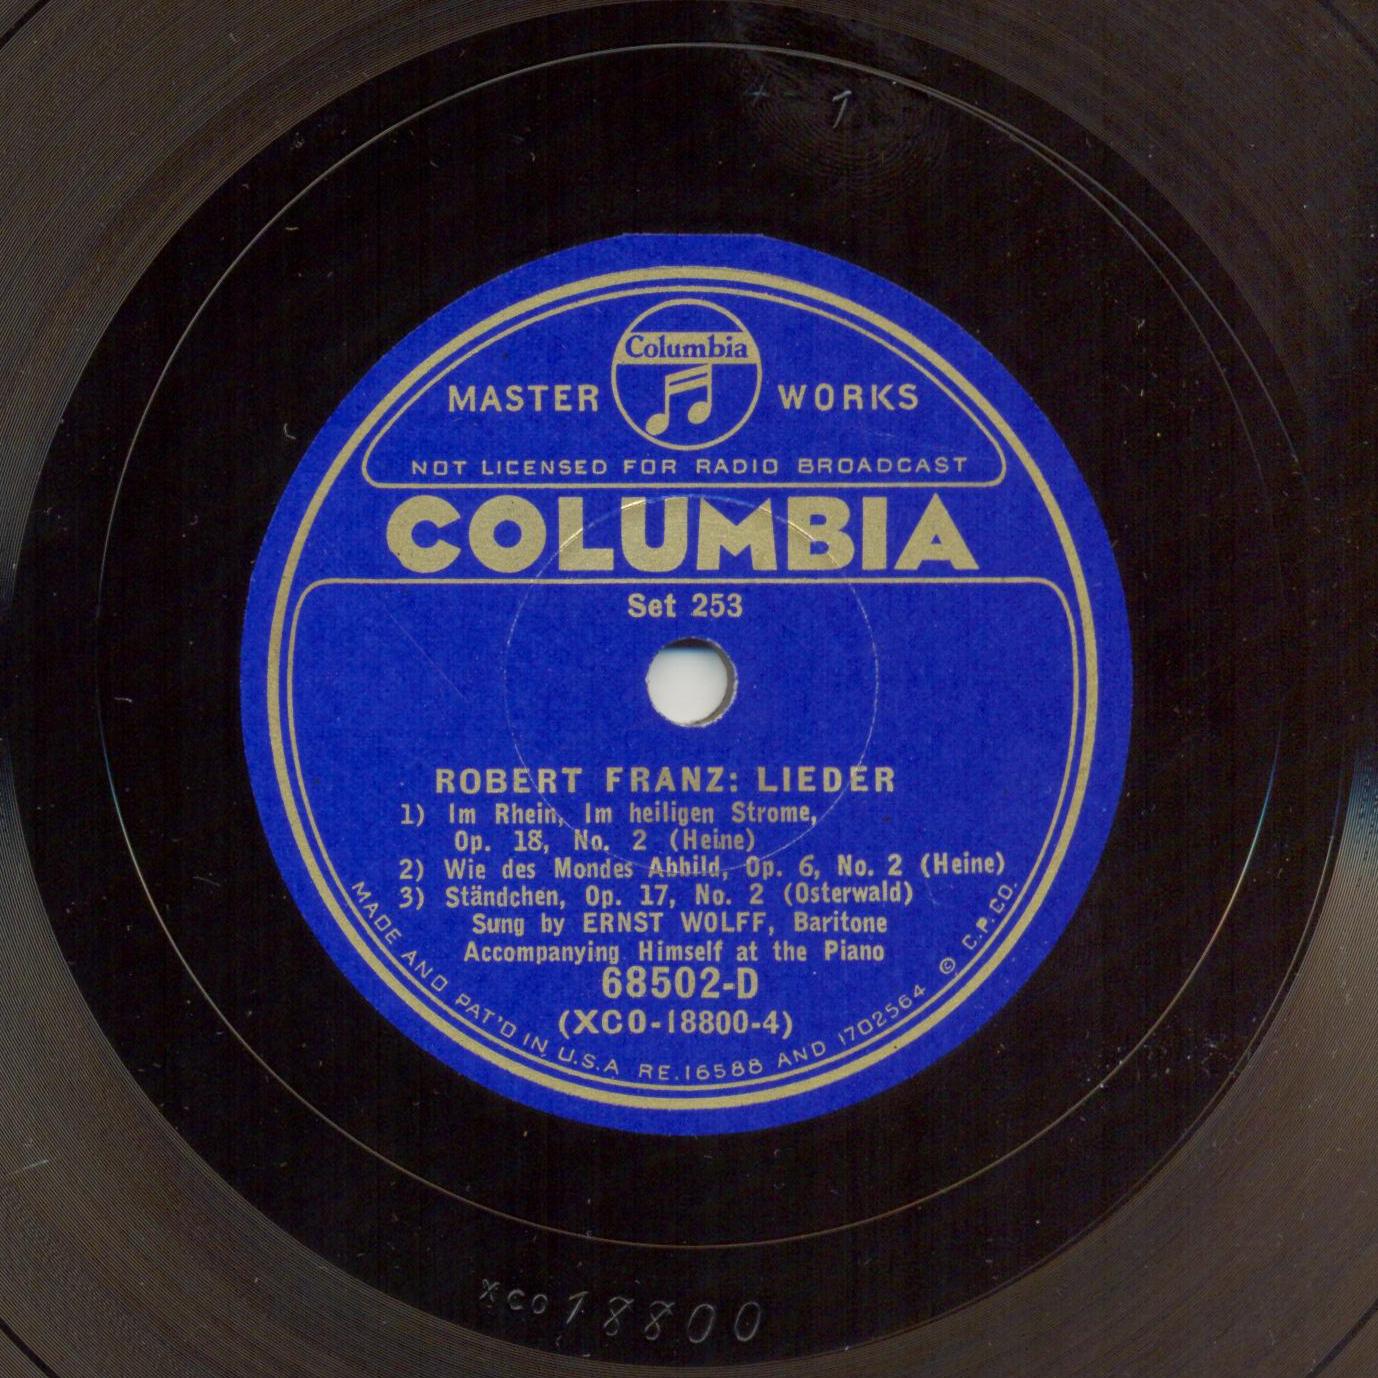 1
Columbia
MASTER WORKS
NOT LICENSED FOR RADIO BROADCAST
COLUMBIA
Set 253
ROBERT FRANZ: LIEDER
1) Im Rhein, Im heiligen Strome,
Op. 18, No. 2 (Heine)
2) Wie des Mondes Abbild, Op. 6, No. 2 (Heine)
3) Ständchen, Op. 17, No. 2 (Osterwald)
Sung by ERNST WOLFF, Baritone
Accompanying Himself at the Piano
68502-D
(XCO-18800-4)
MADE AND PAT'D IN U.S.A RE.16588 AND 1702564 © C.P.CO.
XCO18800